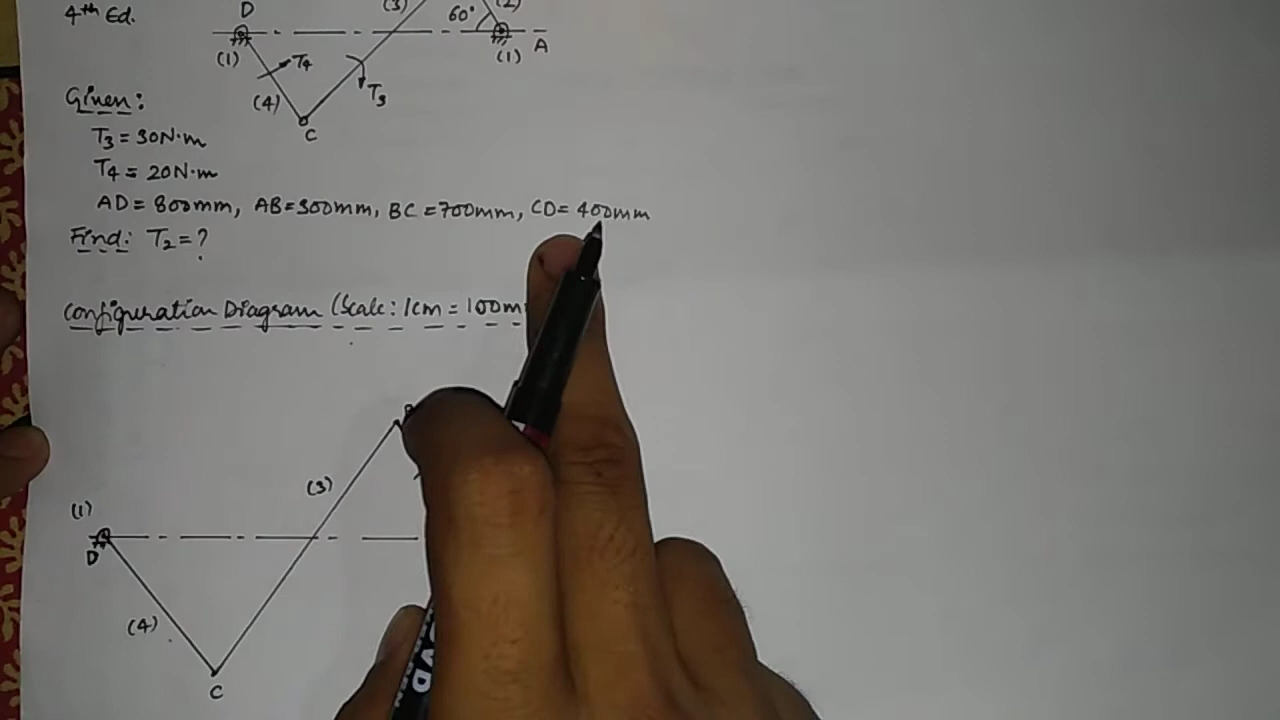 4th Ed.
D
(3)
60°
(2)
(1)
T4
(1)
A
T3
(4)
C
Given:
T3 = 30N·m
T4 = 20N·m
AD = 800mm, AB = 300mm, BC = 700mm, CD = 400mm
Find: T2 = ?
Configuration Diagram (Scale: 1cm = 100m
B
(3)
(1)
D
(4)
C